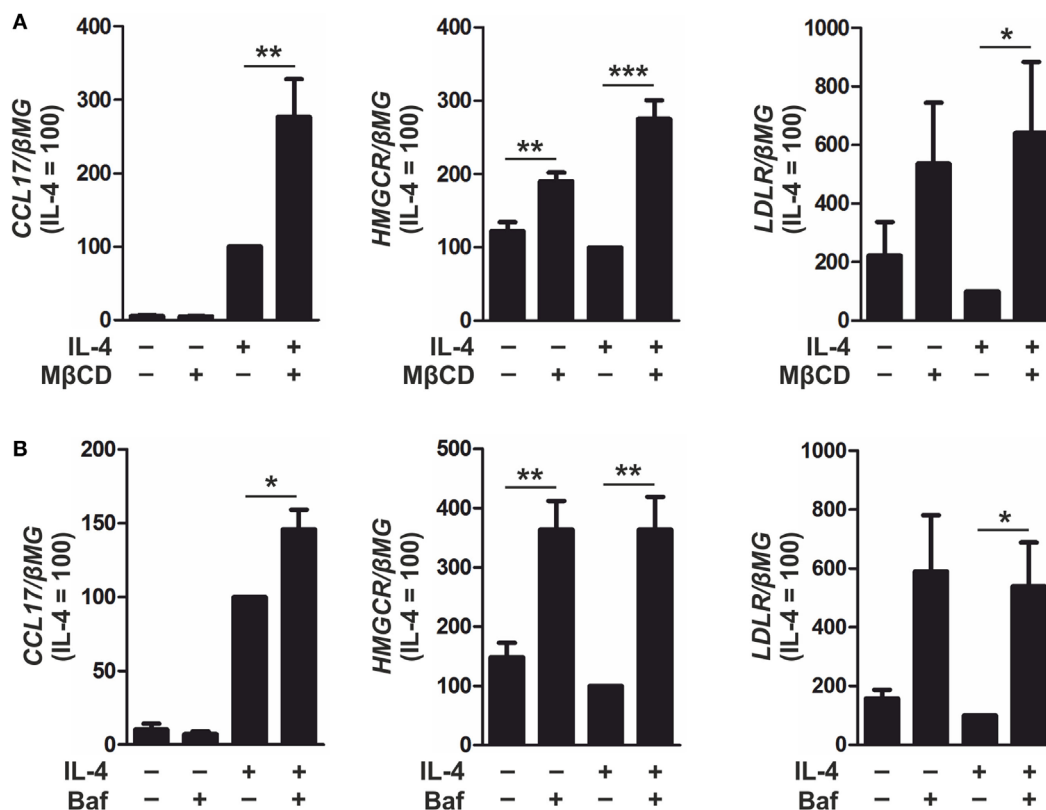 A
CCL17/βMG
(IL-4 = 100)
400
300
200
100
0
**
IL-4 – – + +
MβCD – + – +
HMGCR/βMG
(IL-4 = 100)
400
300
200
100
0
**
***
IL-4 – – + +
MβCD – + – +
LDLR/βMG
(IL-4 = 100)
1000
800
600
400
200
0
*
IL-4 – – + +
MβCD – + – +
B
CCL17/βMG
(IL-4 = 100)
200
150
100
50
0
*
IL-4 – – + +
Baf – + – +
HMGCR/βMG
(IL-4 = 100)
500
400
300
200
100
0
**
**
IL-4 – – + +
Baf – + – +
LDLR/βMG
(IL-4 = 100)
1000
800
600
400
200
0
*
IL-4 – – + +
Baf – + – +